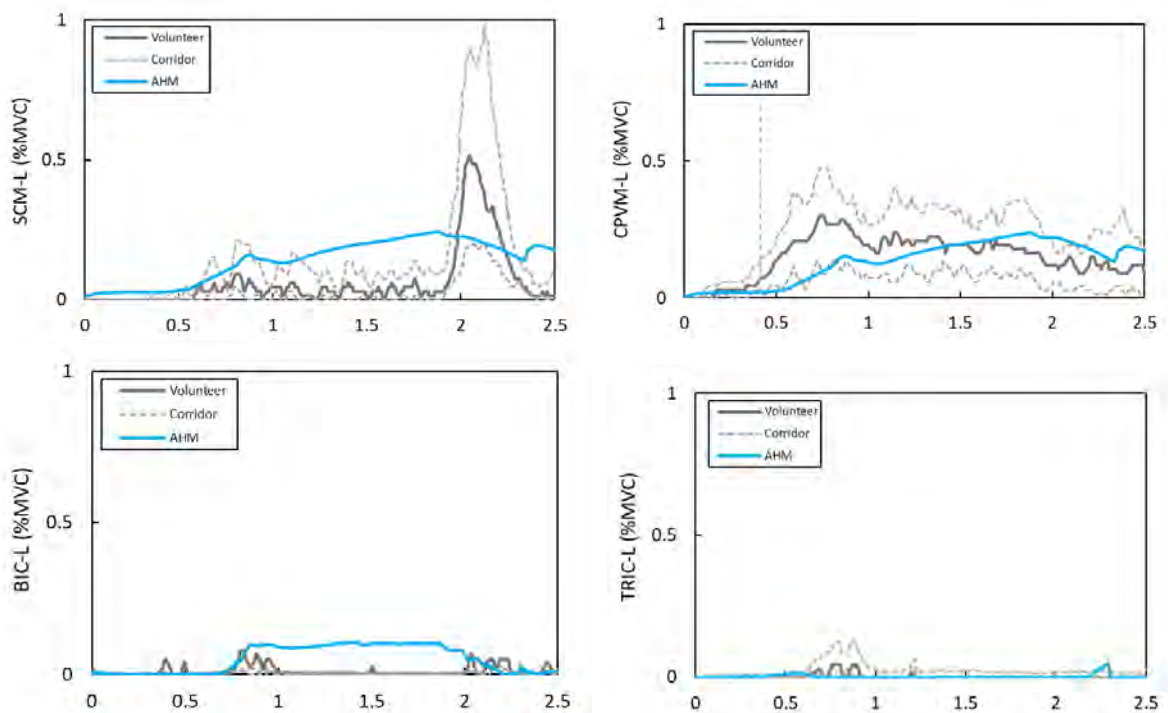 1
Volunteer
Corridor
AHM
SCM-L (%MVC)
0.5
0
0 0.5 1 1.5 2 2.5
1
Volunteer
Corridor
AHM
CPVM-L (%MVC)
0.5
0
0 0.5 1 1.5 2 2.5
1
Volunteer
Corridor
AHM
BIC-L (%MVC)
0.5
0
0 0.5 1 1.5 2 2.5
1
Volunteer
Corridor
AHM
TRIC-L (%MVC)
0.5
0
0 0.5 1 1.5 2 2.5